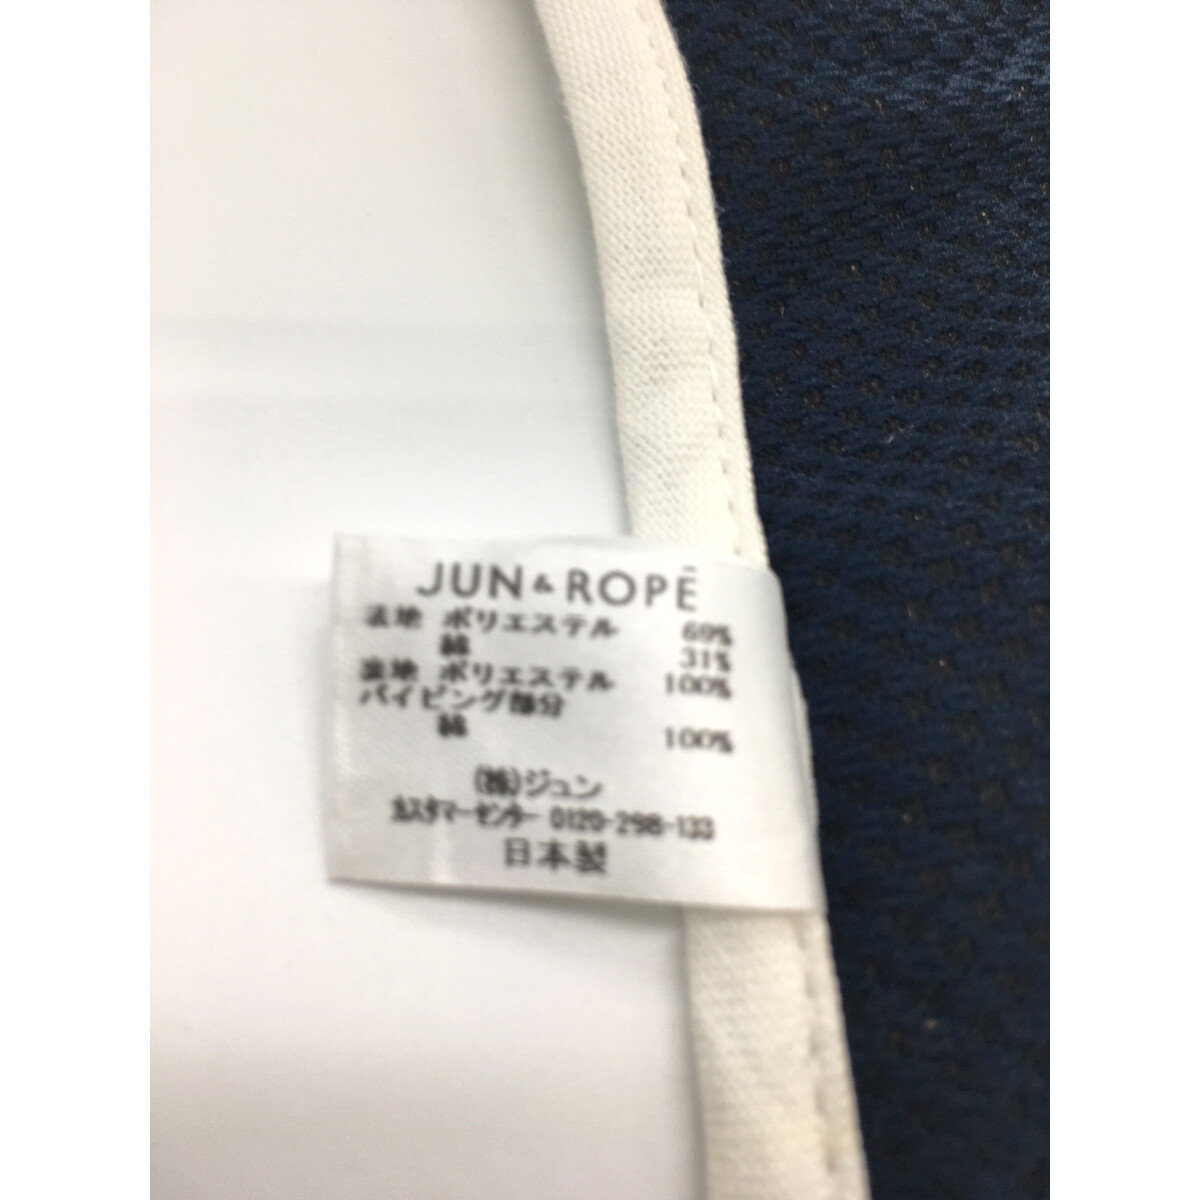 JUN & ROPÉ
表地 ポリエステル 69%
綿 31%
裏地 ポリエステル 100%
パイピング部分
綿 100%
(株)ジュン
カスタマーセンター 0120-298-133
日本製